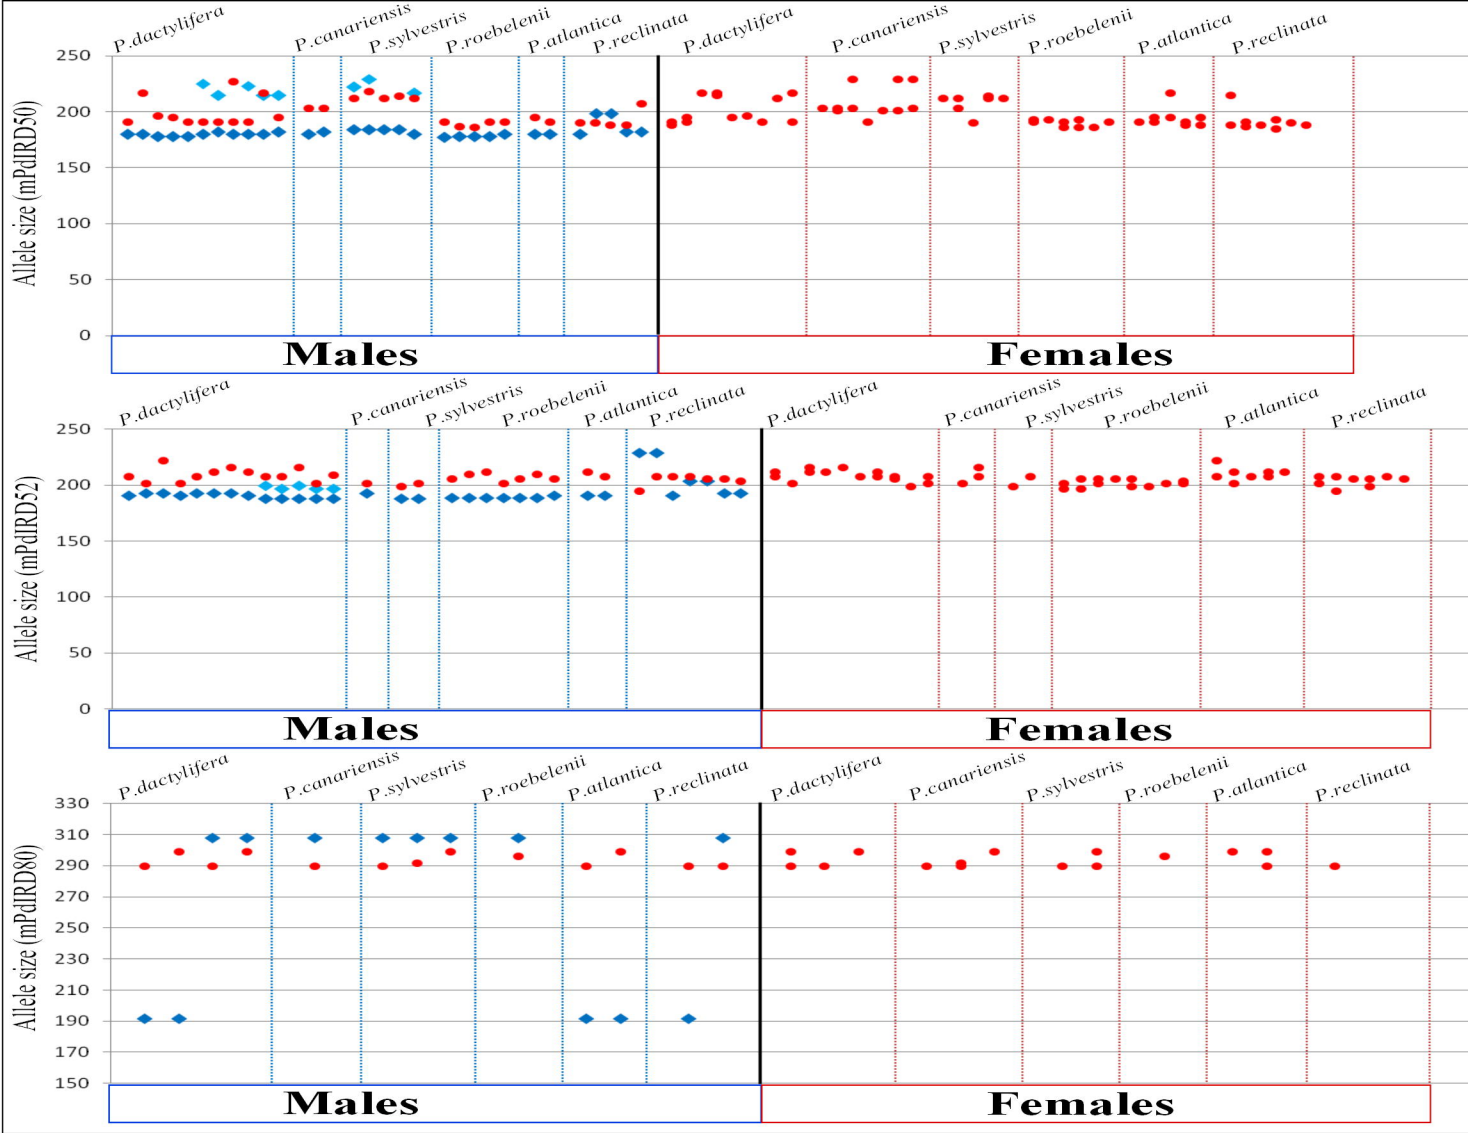 P.dactylifera P.canariensis P.sylvestris P.roebelenii P.atlantica P.reclinata P.dactylifera P.canariensis P.sylvestris P.roebelenii P.atlantica P.reclinata
Allele size (mPdIRD50)
250
200
150
100
50
0
Males Females
P.dactylifera P.canariensis P.sylvestris P.roebelenii P.atlantica P.reclinata P.dactylifera P.canariensis P.sylvestris P.roebelenii P.atlantica P.reclinata
Allele size (mPdIRD52)
250
200
150
100
50
0
Males Females
P.dactylifera P.canariensis P.sylvestris P.roebelenii P.atlantica P.reclinata P.dactylifera P.canariensis P.sylvestris P.roebelenii P.atlantica P.reclinata
Allele size (mPdIRD80)
330
310
290
270
250
230
210
190
170
150
Males Females